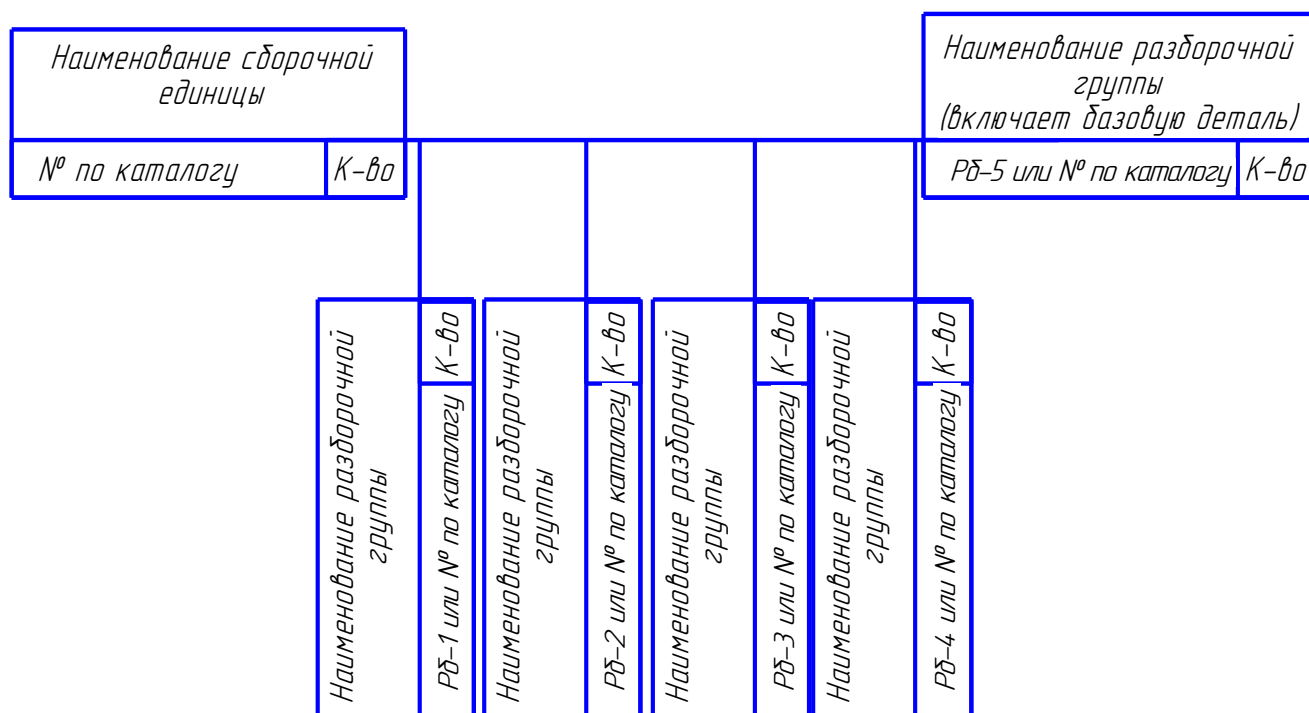 Наименование сборочной
единицы
№ по каталогу
К-во
Наименование разборочной
группы
(включает базовую деталь)
Рб-5 или № по каталогу
К-во
Наименование разборочной
группы
Рб-1 или № по каталогу
К-во
Наименование разборочной
группы
Рб-2 или № по каталогу
К-во
Наименование разборочной
группы
Рб-3 или № по каталогу
К-во
Наименование разборочной
группы
Рб-4 или № по каталогу
К-во